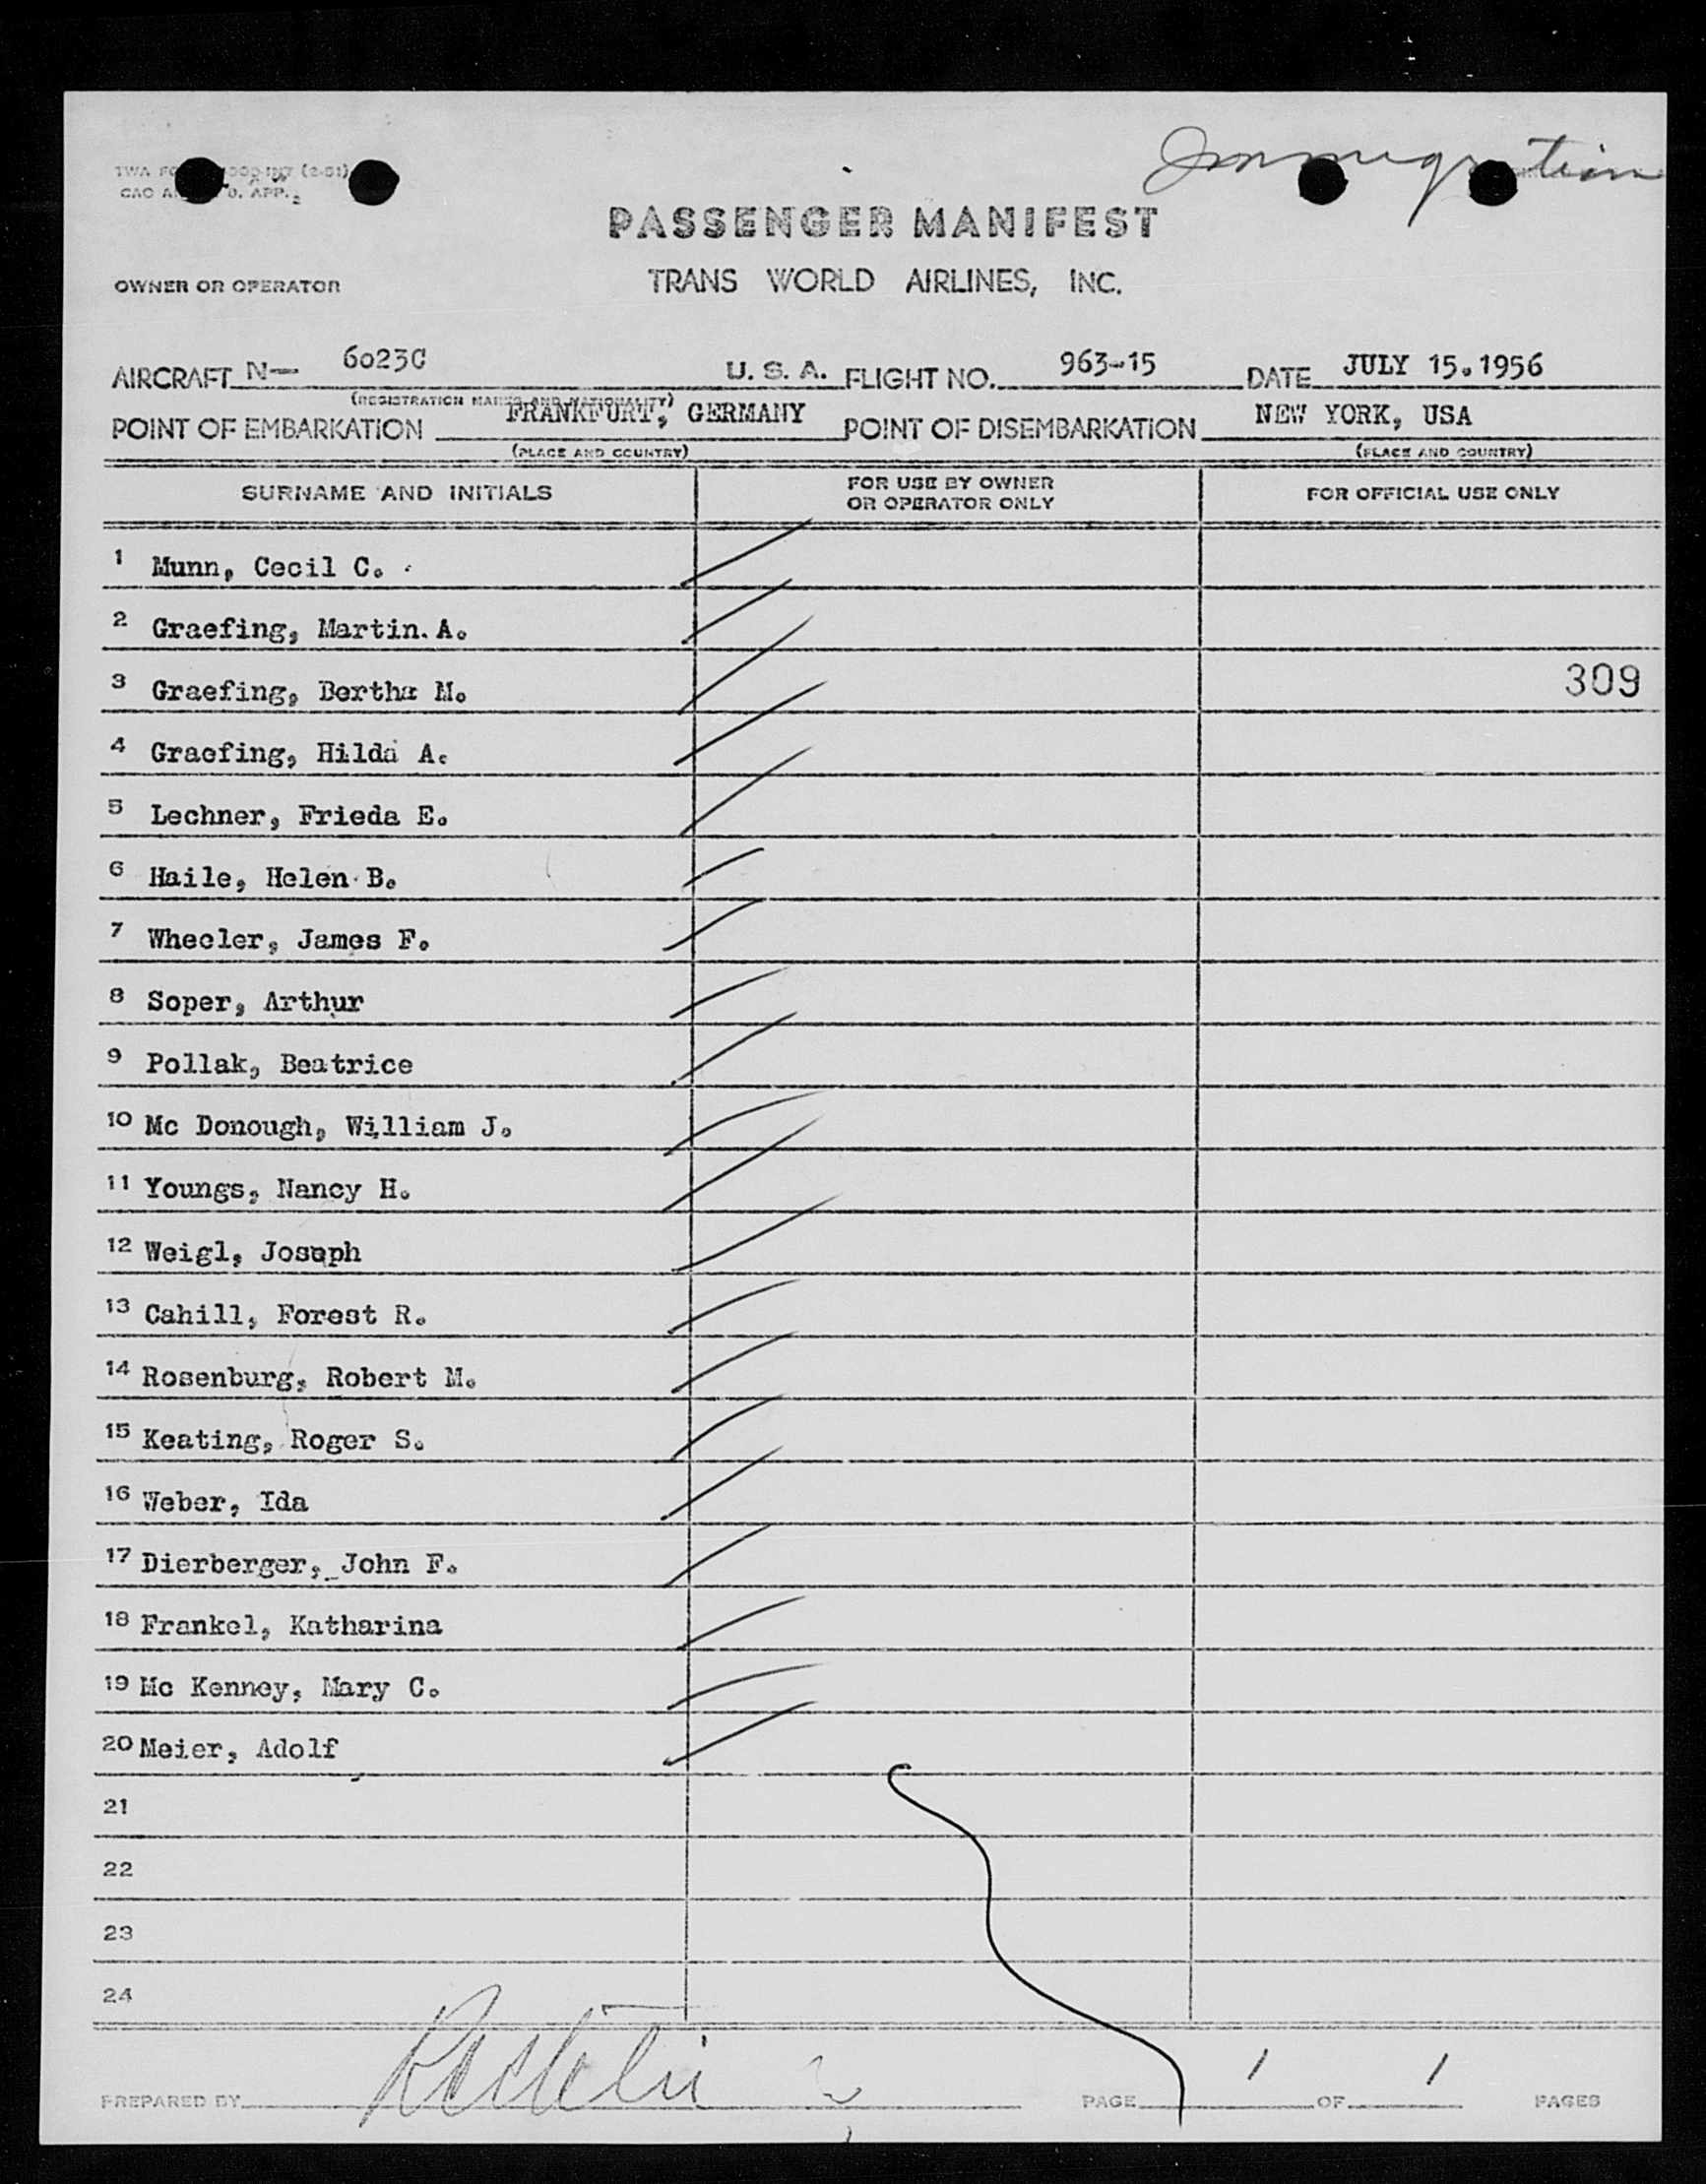 Immigration
TWA FO
CAO A
PASSENGER MANIFEST
OWNER OR OPERATOR TRANS WORLD AIRLINES, INC.
AIRCRAFT N— 6023C U. S. A. FLIGHT NO. 963-15 DATE JULY 15.1956
(REGISTRATION MARKS AND NATIONALITY)
POINT OF EMBARKATION FRANKFURT, GERMANY POINT OF DISEMBARKATION NEW YORK, USA
(PLACE AND COUNTRY) (PLACE AND COUNTRY)
SURNAME AND INITIALS FOR USE BY OWNER OR OPERATOR ONLY FOR OFFICIAL USE ONLY
1 Munn, Cecil C.
2 Graefing, Martin.A.
3 Graefing, Bertha M. 309
4 Graefing, Hilda A.
5 Lechner, Frieda E.
6 Haile, Helen B.
7 Wheeler, James F.
8 Soper, Arthur
9 Pollak, Beatrice
10 Mc Donough, William J.
11 Youngs, Nancy H.
12 Weigl, Joseph
13 Cahill, Forest R.
14 Rosenburg, Robert M.
15 Keating, Roger S.
16 Weber, Ida
17 Dierberger, John F.
18 Frankel, Katharina
19 Mc Kenney, Mary C.
20 Meier, Adolf
21
22
23
24
PREPARED BY PAGE 1 OF 1 PAGES